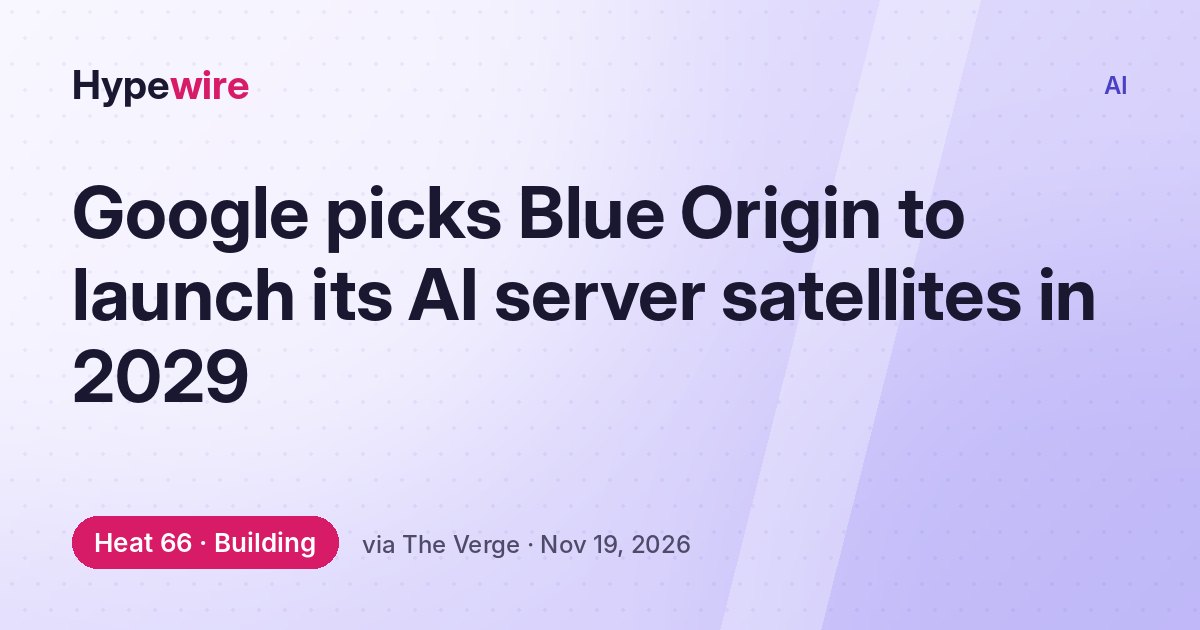 Hypewire
AI
Google picks Blue Origin to
launch its AI server satellites in
2029
Heat 66 · Building
via The Verge · Nov 19, 2026